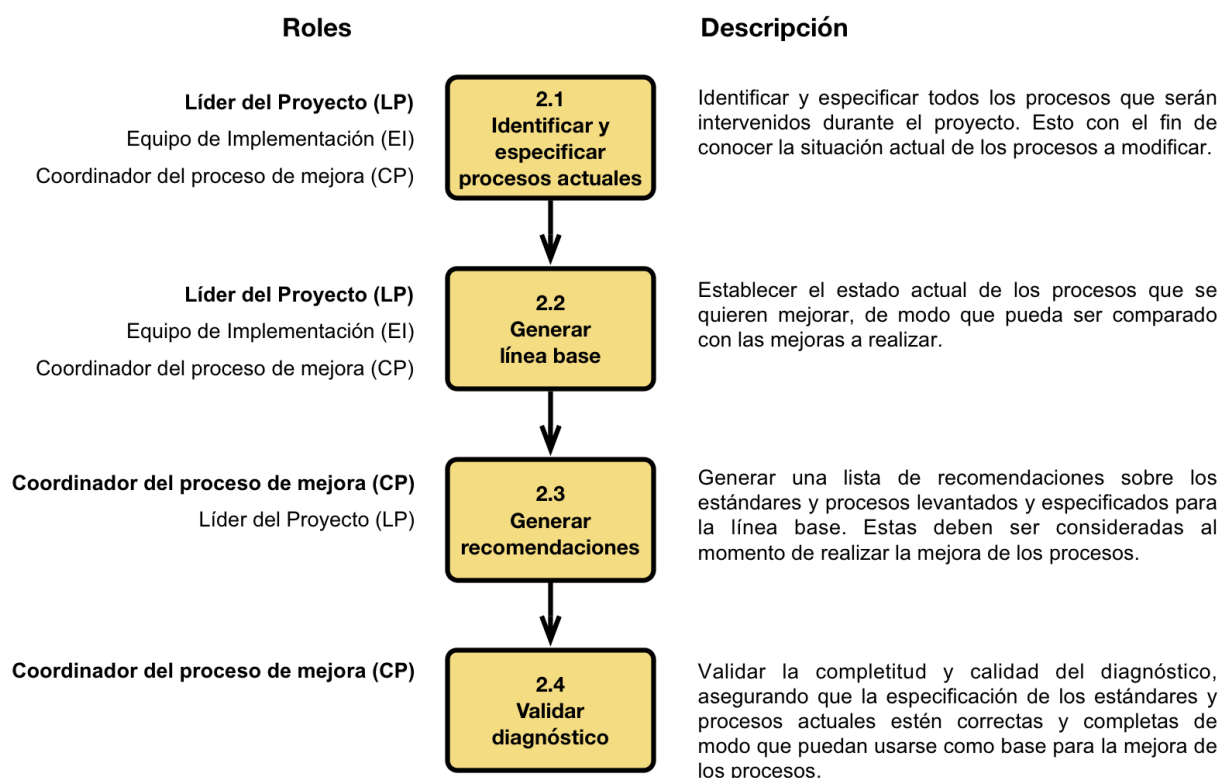 Roles
Descripción
Líder del Proyecto (LP)
Equipo de Implementación (EI)
Coordinador del proceso de mejora (CP)
2.1
Identificar y
especificar
procesos actuales
Identificar y especificar todos los procesos que serán
intervenidos durante el proyecto. Esto con el fin de
conocer la situación actual de los procesos a modificar.
Líder del Proyecto (LP)
Equipo de Implementación (EI)
Coordinador del proceso de mejora (CP)
2.2
Generar
línea base
Establecer el estado actual de los procesos que se
quieren mejorar, de modo que pueda ser comparado
con las mejoras a realizar.
Coordinador del proceso de mejora (CP)
Líder del Proyecto (LP)
2.3
Generar
recomendaciones
Generar una lista de recomendaciones sobre los
estándares y procesos levantados y especificados para
la línea base. Estas deben ser consideradas al
momento de realizar la mejora de los procesos.
Coordinador del proceso de mejora (CP)
2.4
Validar
diagnóstico
Validar la completitud y calidad del diagnóstico,
asegurando que la especificación de los estándares y
procesos actuales estén correctas y completas de
modo que puedan usarse como base para la mejora de
los procesos.